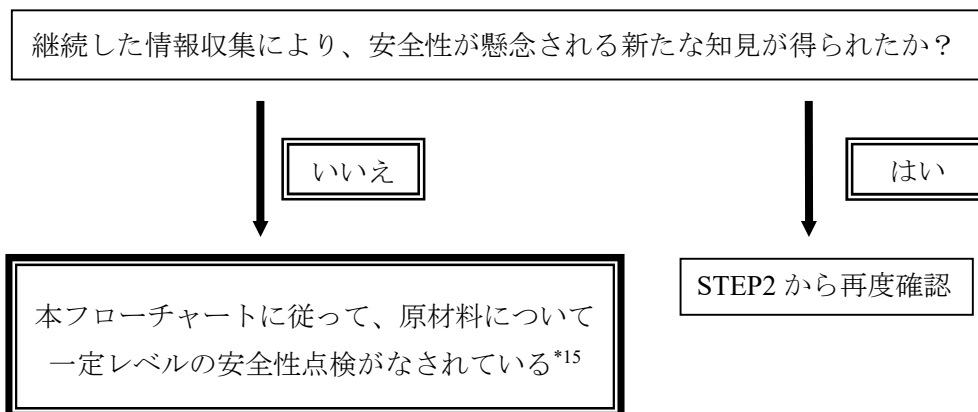 継続した情報収集により、安全性が懸念される新たな知見が得られたか？
いいえ
はい
本フローチャートに従って、原材料について
一定レベルの安全性点検がなされている*15
STEP2 から再度確認